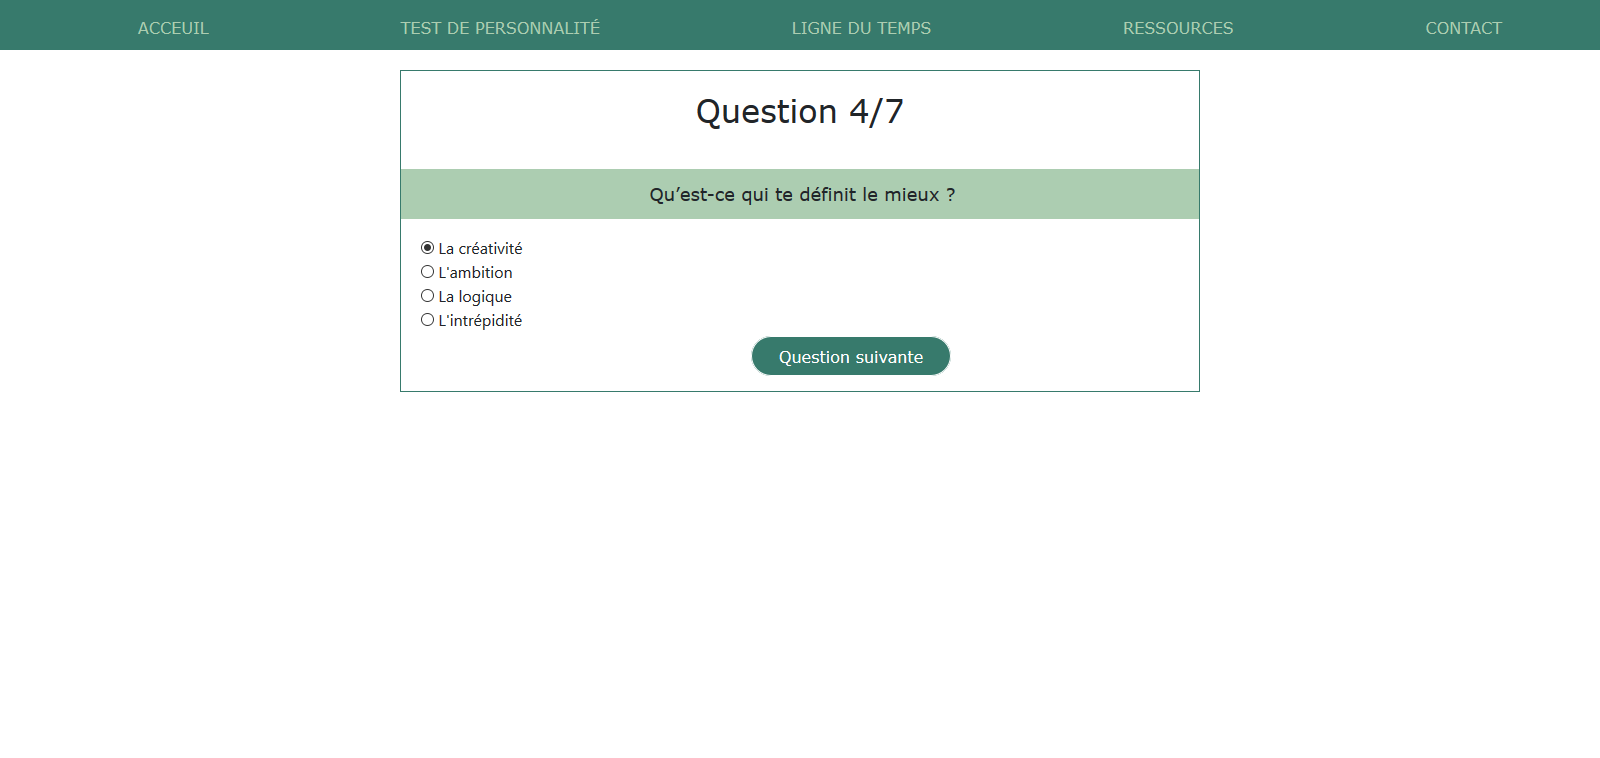 ACCEUIL TEST DE PERSONNALITÉ LIGNE DU TEMPS RESSOURCES CONTACT
Question 4/7
Qu’est-ce qui te définit le mieux ?
La créativité
L'ambition
La logique
L'intrépidité
Question suivante